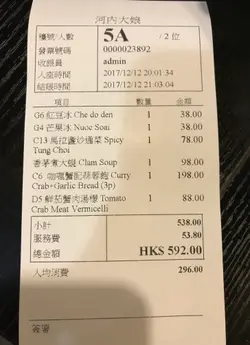 河內大娘
檯號/人數 5A / 2 位
發票號碼 0000023892
收銀員 admin
入座時間 2017/12/12 20:01:34
結賬時間 2017/12/12 21:03:04
項目 數量 金額
G6 紅豆冰 Che do den 1 38.00
G4 芒果冰 Nuoc Soai 1 38.00
C13 馬拉盞炒通菜 Spicy 1 78.00
Tung Choi
香茅煮大蜆 Clam Soup 1 98.00
C6 咖喱蟹配蒜蓉飽 Curry 1 198.00
Crab+Garlic Bread (3p)
D5 鮮茄蟹肉湯檬 Tomato 1 88.00
Crab Meat Vermicelli
小計 538.00
服務費 53.80
總金額 HK$ 592.00
人均消費 296.00
簽署